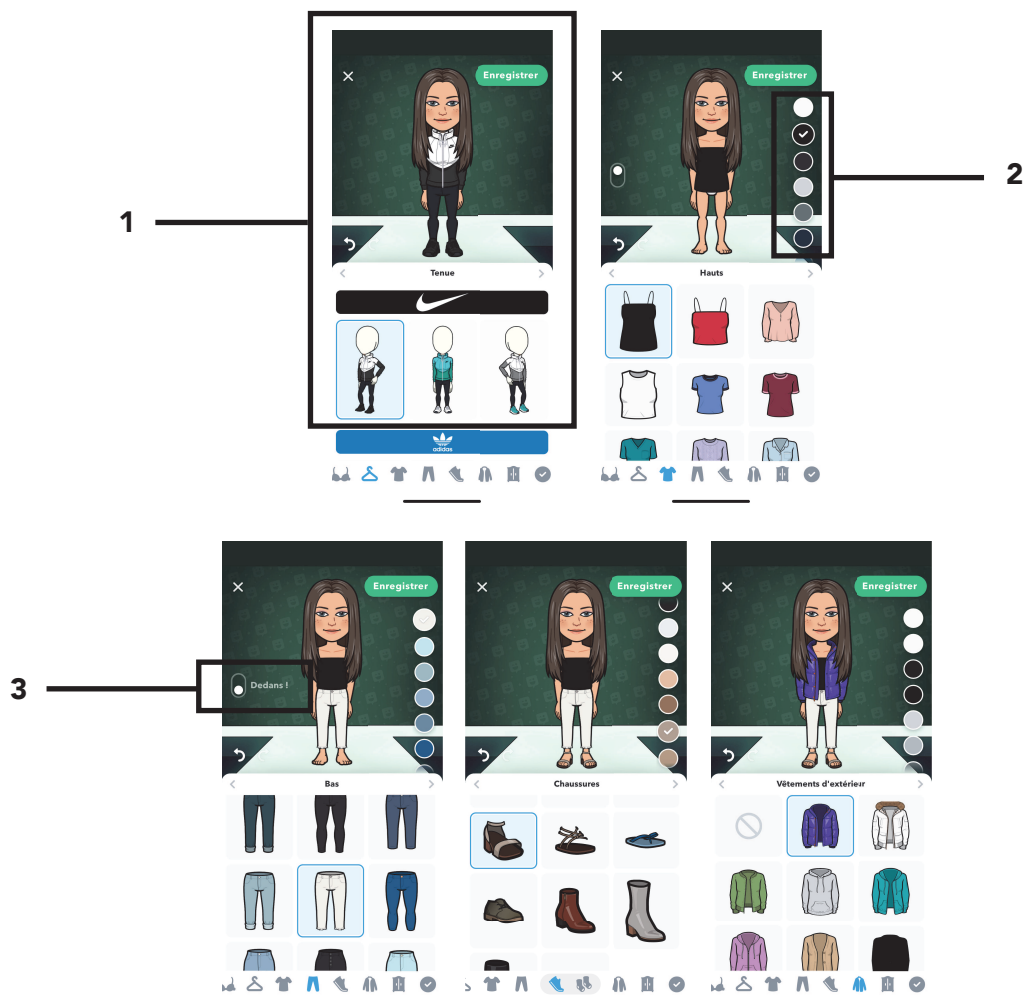 Enregistrer
Enregistrer
1
2
Tenue
Hauts
adidas
Enregistrer
Enregistrer
Enregistrer
3
Dedans !
Bas
Chaussures
Vêtements d'extérieur